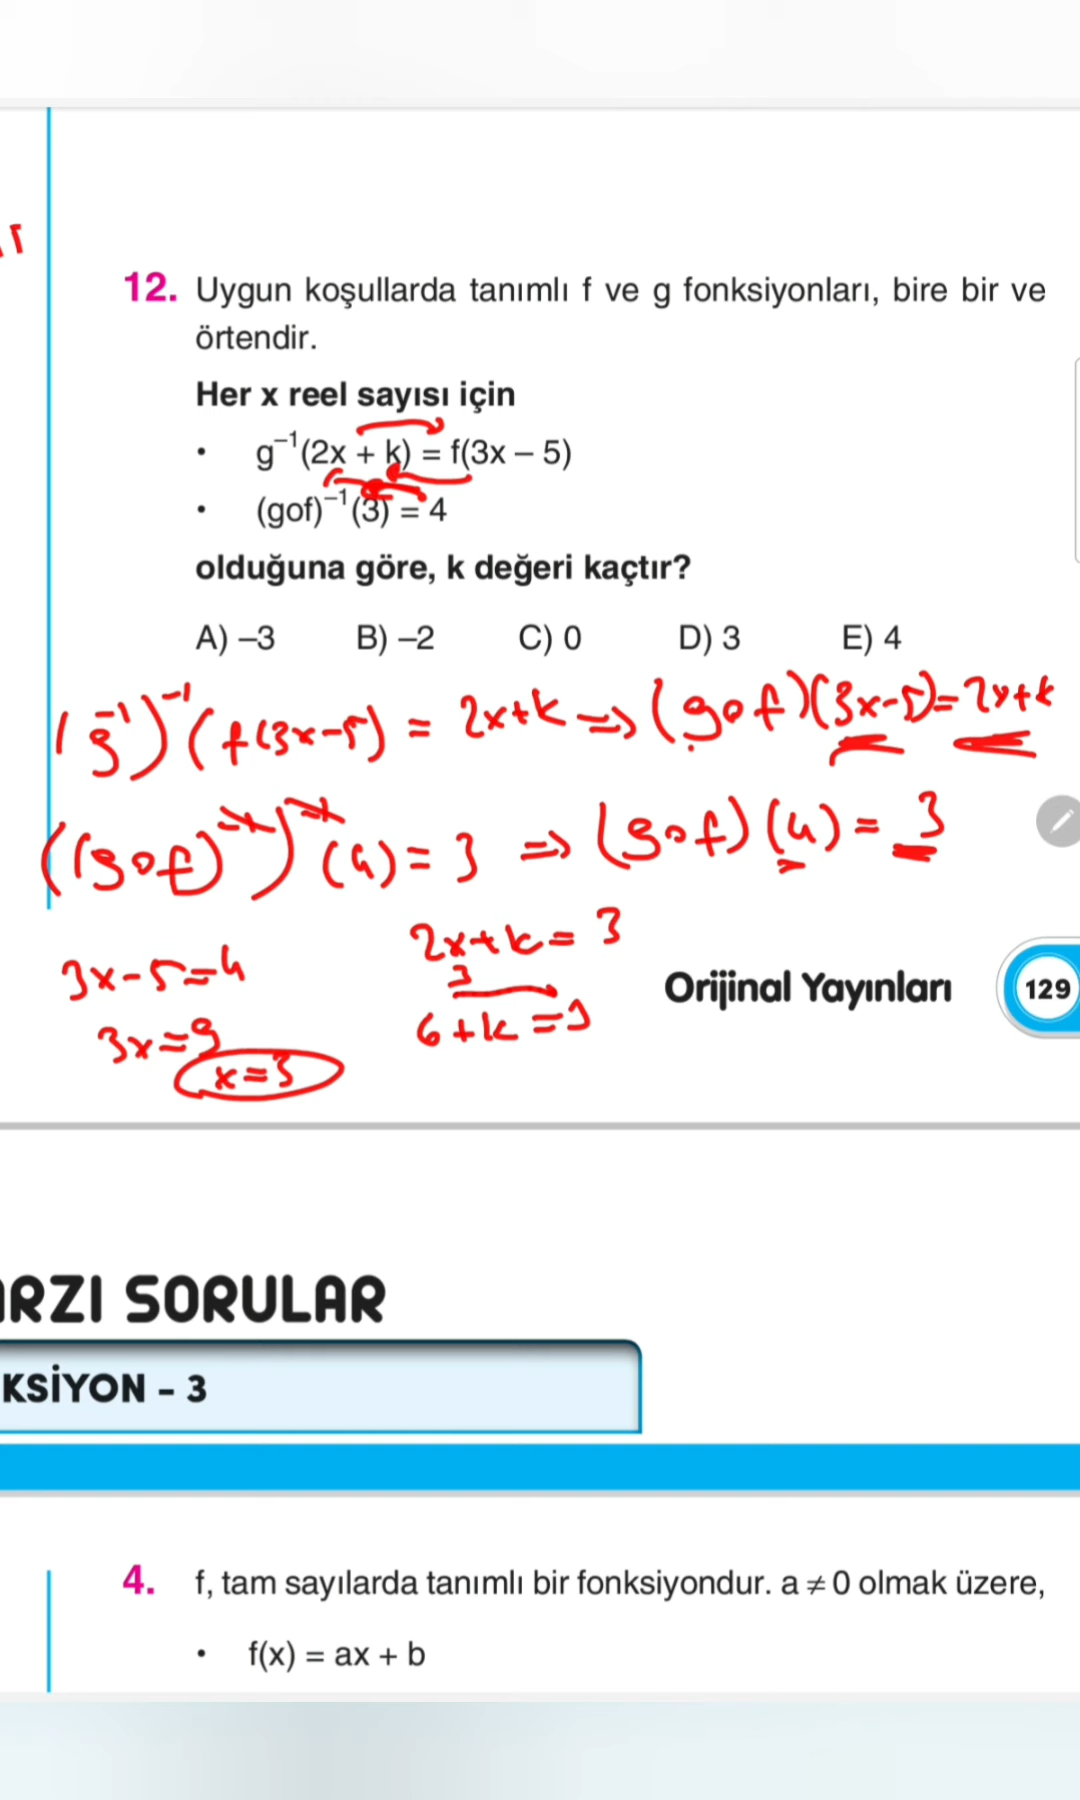 12. Uygun koşullarda tanımlı f ve g fonksiyonları, bire bir ve
örtendir.
Her x reel sayısı için
• g⁻¹(2x + k) = f(3x – 5)
• (gof)⁻¹(3) = 4
olduğuna göre, k değeri kaçtır?
A) –3 B) –2 C) 0 D) 3 E) 4
(g⁻¹)⁻¹(f(3x-5)) = 2x+k ⇒ (gof)(3x-5)=2x+k
((gof)⁻¹)⁻¹(4) = 3 ⇒ (gof)(4) = 3
3x-5=4
3x=9
x=3
2x+k= 3
3
6+k=3
Orijinal Yayınları
129
RZI SORULAR
KSİYON - 3
4. f, tam sayılarda tanımlı bir fonksiyondur. a ≠ 0 olmak üzere,
• f(x) = ax + b